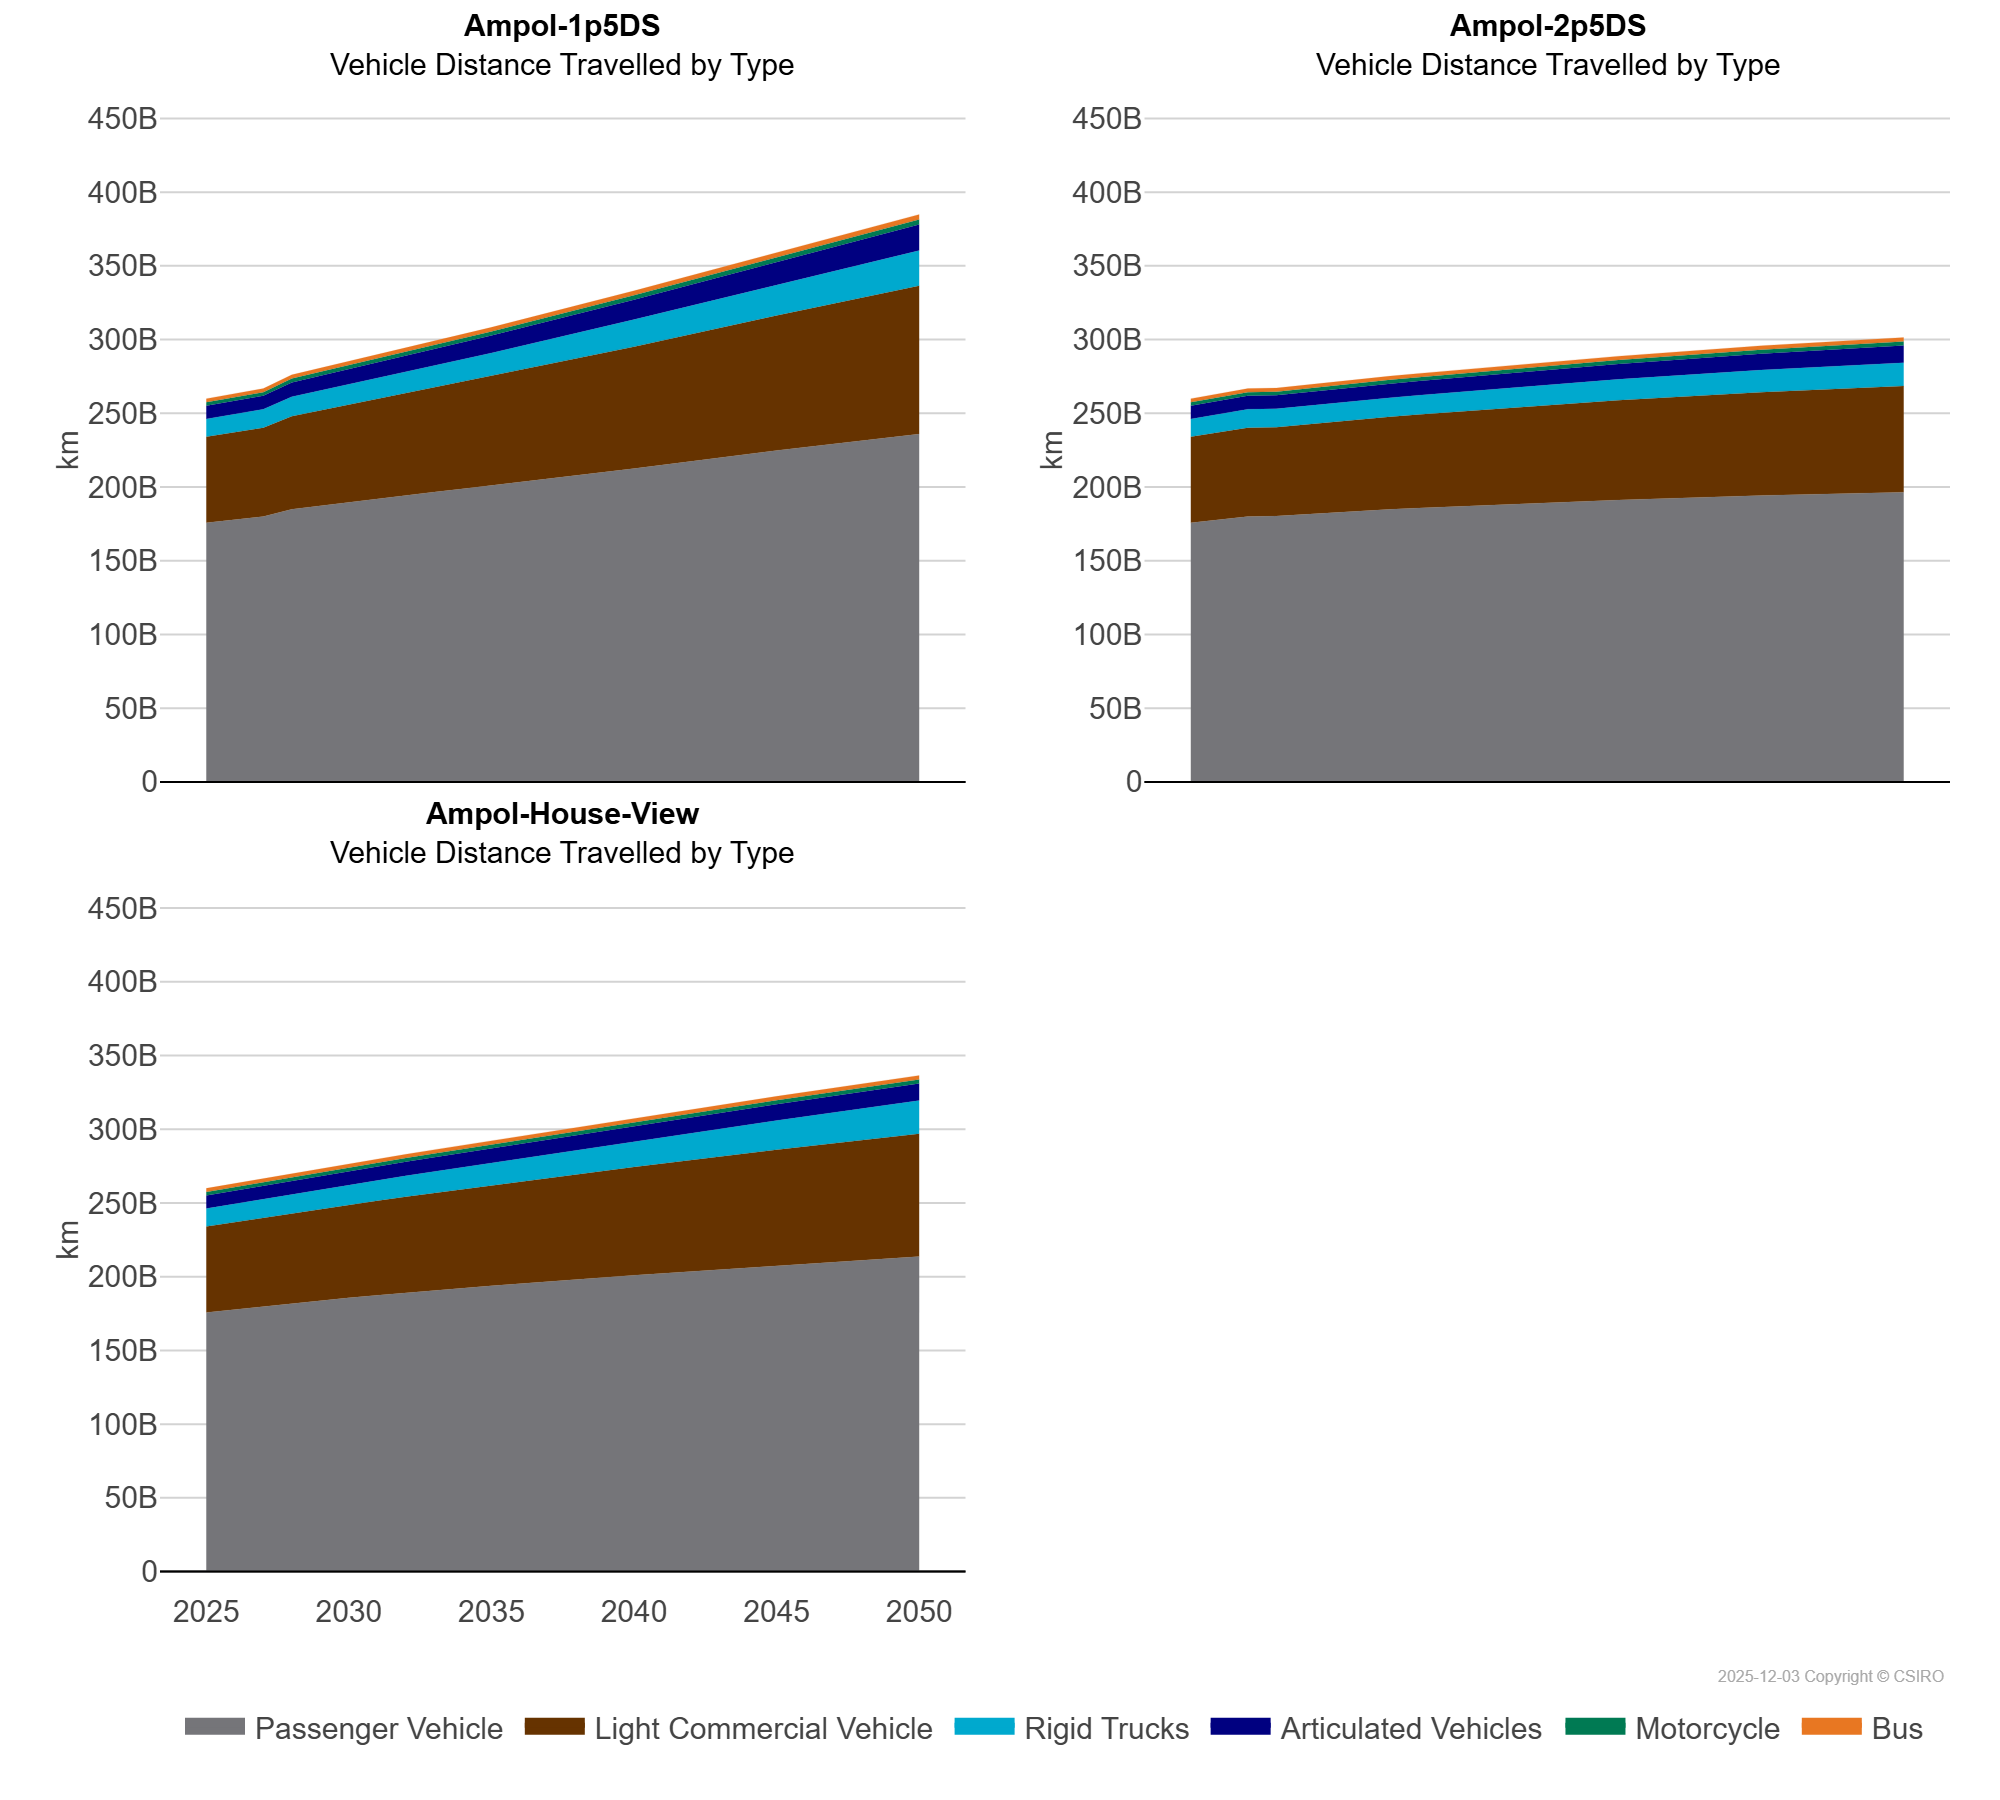 Ampol-1p5DS
Vehicle Distance Travelled by Type
450B
400B
350B
300B
250B
200B
150B
100B
50B
0
km
Ampol-2p5DS
Vehicle Distance Travelled by Type
450B
400B
350B
300B
250B
200B
150B
100B
50B
0
km
Ampol-House-View
Vehicle Distance Travelled by Type
450B
400B
350B
300B
250B
200B
150B
100B
50B
0
km
2025 2030 2035 2040 2045 2050
2025-12-03 Copyright © CSIRO
Passenger Vehicle Light Commercial Vehicle Rigid Trucks Articulated Vehicles Motorcycle Bus